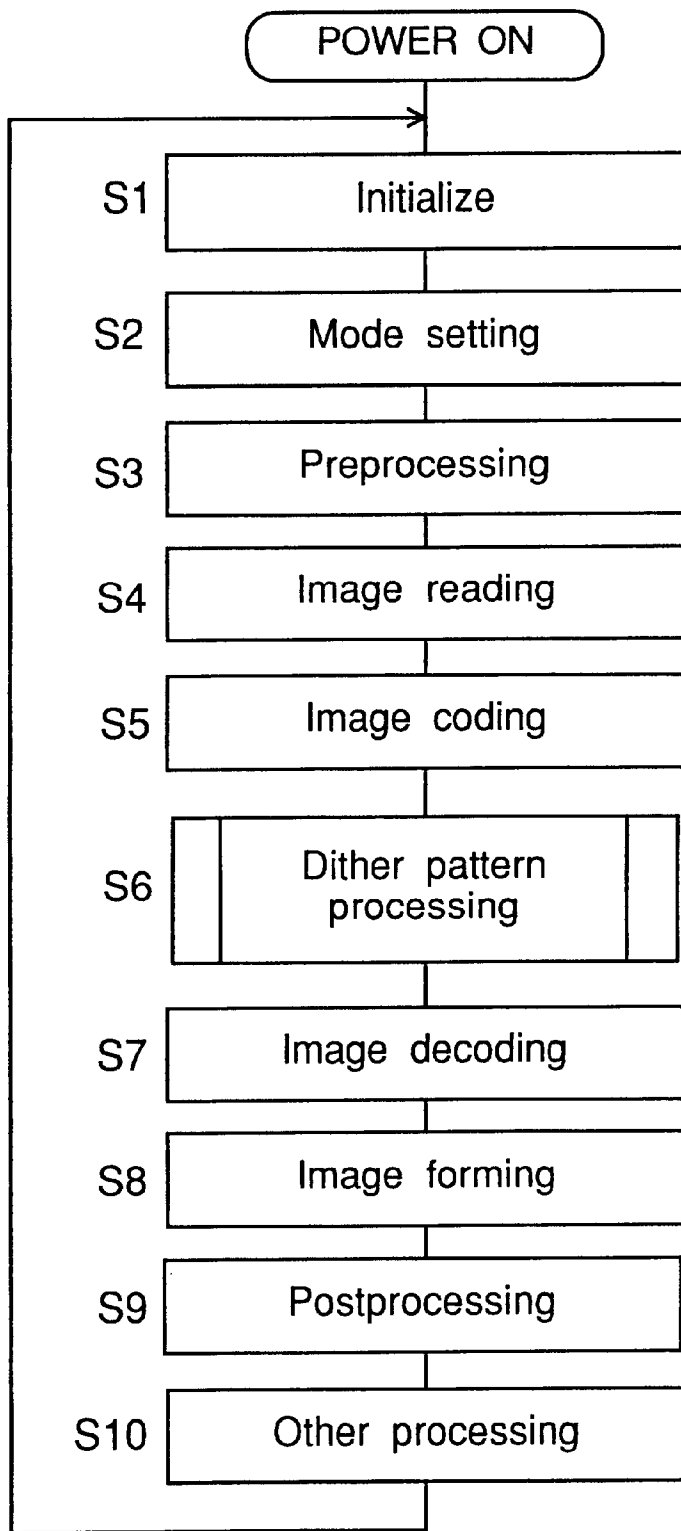 POWER ON
S1 Initialize
S2 Mode setting
S3 Preprocessing
S4 Image reading
S5 Image coding
S6 Dither pattern
processing
S7 Image decoding
S8 Image forming
S9 Postprocessing
S10 Other processing